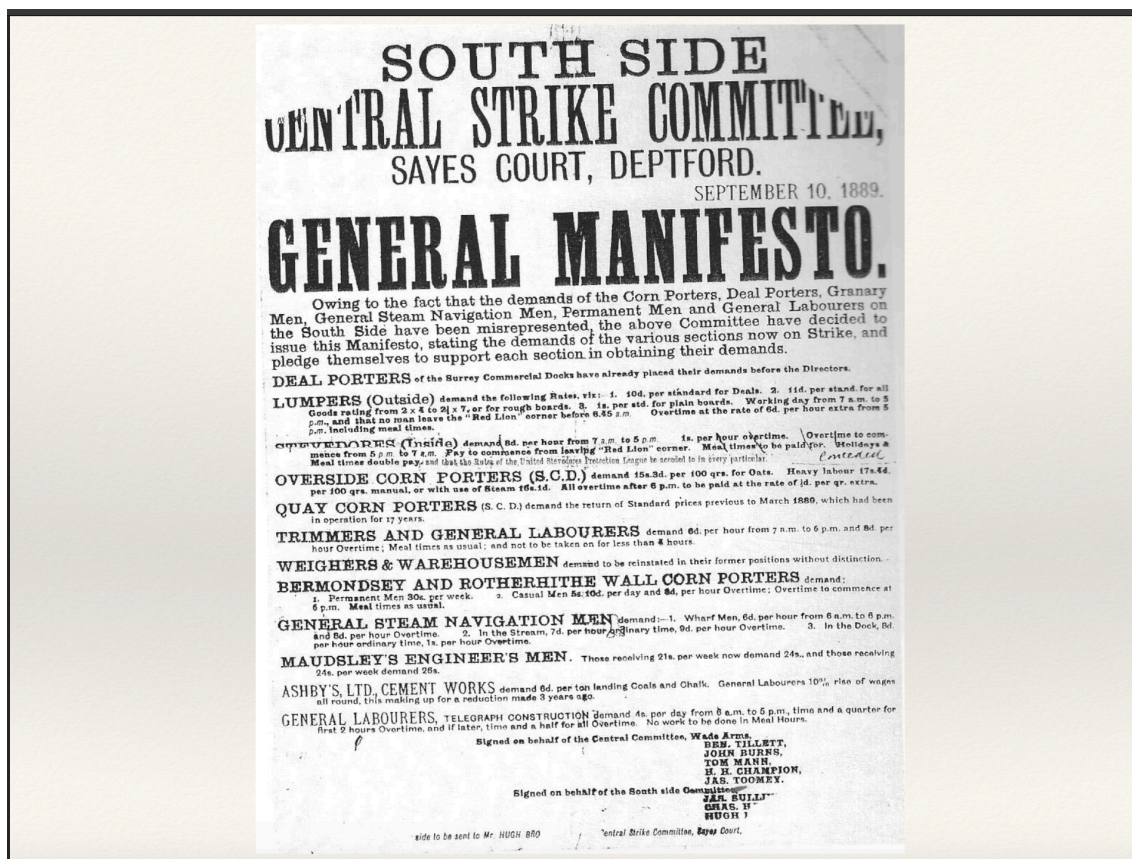 SOUTH SIDE
CENTRAL STRIKE COMMITTEE,
SAYES COURT, DEPTFORD.
SEPTEMBER 10, 1889.
GENERAL MANIFESTO.
Owing to the fact that the demands of the Corn Porters, Deal Porters, Granary
Men, General Steam Navigation Men, Permanent Men and General Labourers on
the South Side have been misrepresented, the above Committee have decided to
issue this Manifesto, stating the demands of the various sections now on Strike, and
pledge themselves to support each section in obtaining their demands.
DEAL PORTERS of the Surrey Commercial Docks have already placed their demands before the Directors.
LUMPERS (Outside) demand the following Rates, viz:- 1. 10d. per standard for Deals. 2. 11d. per stand. for all
Goods rating from 2 x 4 to 2½ x 7, or for rough boards. 3. 1s. per std. for plain boards. Working day from 7 a.m. to 5
p.m., and that no man leave the "Red Lion" corner before 6.45 a.m. Overtime at the rate of 6d. per hour extra from 5
p.m. including meal times.
STEVEDORES (Inside) demand 8d. per hour from 7 a.m. to 5 p.m. 1s. per hour overtime. Overtime to com-
mence from 5 p.m. to 7 a.m. Pay to commence from leaving "Red Lion" corner. Meal times to be paid for. Holidays &
Meal times double pay, and that the Rules of the United Stevedores Protection League be acceded to in every particular. Conceded
OVERSIDE CORN PORTERS (S.C.D.) demand 15s.3d. per 100 qrs. for Oats. Heavy labour 17s.4d.
per 100 qrs. manual, or with use of Steam 16s.1d. All overtime after 6 p.m. to be paid at the rate of ½d. per qr. extra.
QUAY CORN PORTERS (S. C. D.) demand the return of Standard prices previous to March 1889, which had been
in operation for 17 years.
TRIMMERS AND GENERAL LABOURERS demand 6d. per hour from 7 a.m. to 6 p.m. and 8d. per
hour Overtime; Meal times as usual; and not to be taken on for less than 4 hours.
WEIGHERS & WAREHOUSEMEN demand to be reinstated in their former positions without distinction.
BERMONDSEY AND ROTHERHITHE WALL CORN PORTERS demand:
1. Permanent Men 30s. per week. 2. Casual Men 5s. 10d. per day and 8d. per hour Overtime; Overtime to commence at
6 p.m. Meal times as usual.
GENERAL STEAM NAVIGATION MEN demand:-1. Wharf Men, 6d. per hour from 6 a.m. to 6 p.m.
and 8d. per hour Overtime. 2. In the Stream, 7d. per hour ordinary time, 9d. per hour Overtime. 3. In the Dock, 8d.
per hour ordinary time, 1s. per hour Overtime.
MAUDSLEY'S ENGINEER'S MEN. Those receiving 21s. per week now demand 24s., and those receiving
24s. per week demand 26s.
ASHBY'S, LTD., CEMENT WORKS demand 6d. per ton landing Coals and Chalk. General Labourers 10% rise of wages
all round, this making up for a reduction made 3 years ago.
GENERAL LABOURERS, TELEGRAPH CONSTRUCTION demand 4s. per day from 8 a.m. to 5 p.m., time and a quarter for
first 2 hours Overtime, and if later, time and a half for all Overtime. No work to be done in Meal Hours.
Signed on behalf of the Central Committee, Wade Arms,
BEN. TILLETT,
JOHN BURNS,
TOM MANN,
H. H. CHAMPION,
JAS. TOOMEY.
Signed on behalf of the South side Committee,
JAS. SULLI
CHAS. H
HUGH
side to be sent to Mr. HUGH BRO
Central Strike Committee, Sayes Court,